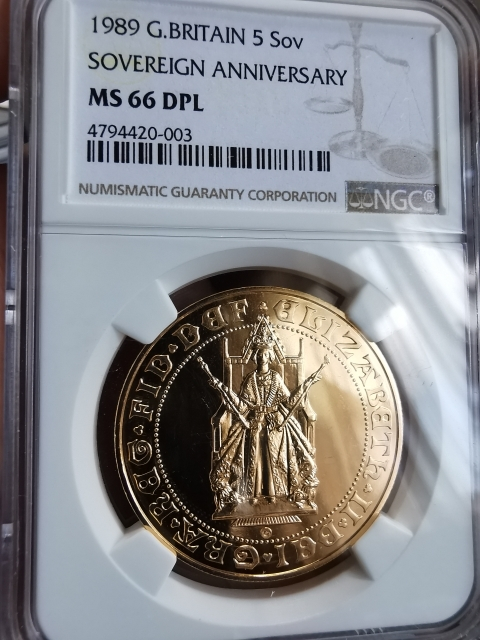 1989 G.BRITAIN 5 Sov
SOVEREIGN ANNIVERSARY
MS 66 DPL
4794420-003
NUMISMATIC GUARANTY CORPORATION
NGC®
ELIZABETH·II·DEI·GRA·REG·FID·DEF